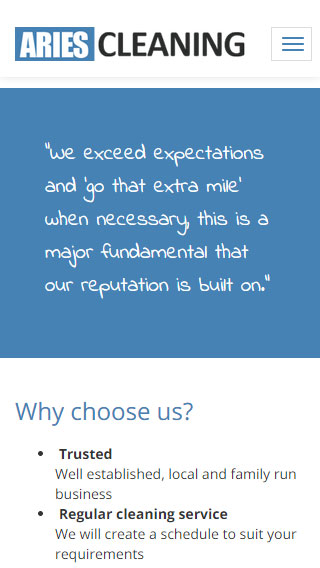 ARIES CLEANING
"We exceed expectations
and 'go that extra mile'
when necessary, this is a
major fundamental that
our reputation is built on."
Why choose us?
Trusted
Well established, local and family run
business
Regular cleaning service
We will create a schedule to suit your
requirements